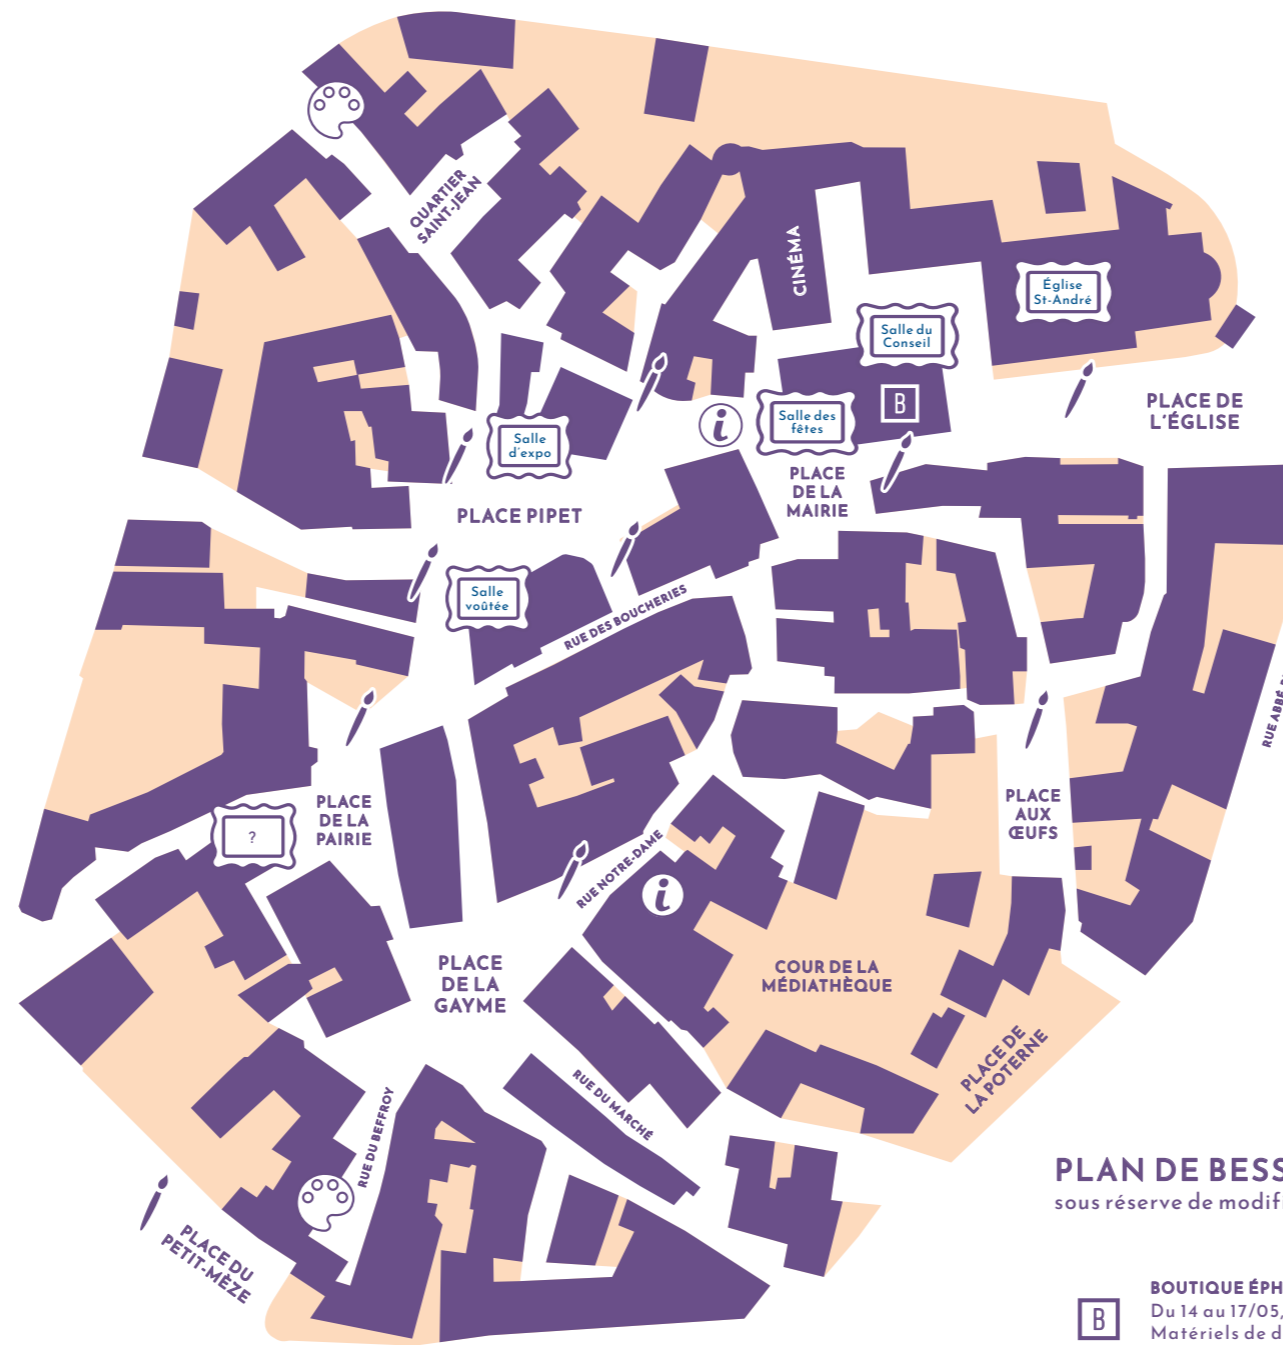 QUARTIER
SAINT-JEAN
CINÉMA
Église
St-André
Salle du
Conseil
B
Salle des
fêtes
i
PLACE DE
L'ÉGLISE
Salle
d'expo
PLACE PIPET
PLACE
DE LA
MAIRIE
Salle
voûtée
RUE DES BOUCHERIES
RUE ABBÉ
PLACE
DE LA
PAIRIE
?
PLACE
AUX
ŒUFS
RUE NOTRE-DAME
i
PLACE
DE LA
GAYME
COUR DE LA
MÉDIATHÈQUE
PLACE DE
LA POTERNE
RUE DU MARCHÉ
RUE DU BEFFROY
PLACE DU
PETIT-MÈZE
PLAN DE BESS
sous réserve de modifi
B
BOUTIQUE ÉPH
Du 14 au 17/05,
Matériels de d